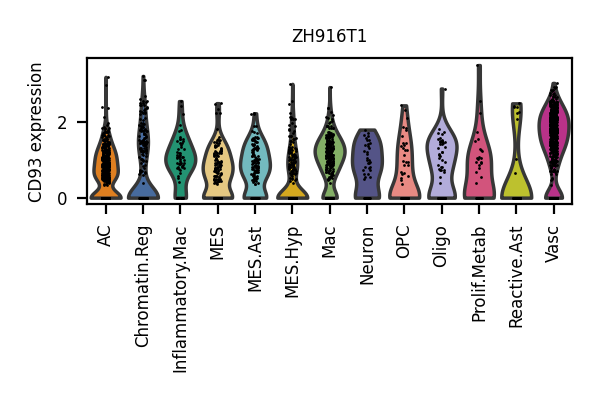 ZH916T1
CD93 expression
2
0
AC
Chromatin.Reg
Inflammatory.Mac
MES
MES.Ast
MES.Hyp
Mac
Neuron
OPC
Oligo
Prolif.Metab
Reactive.Ast
Vasc